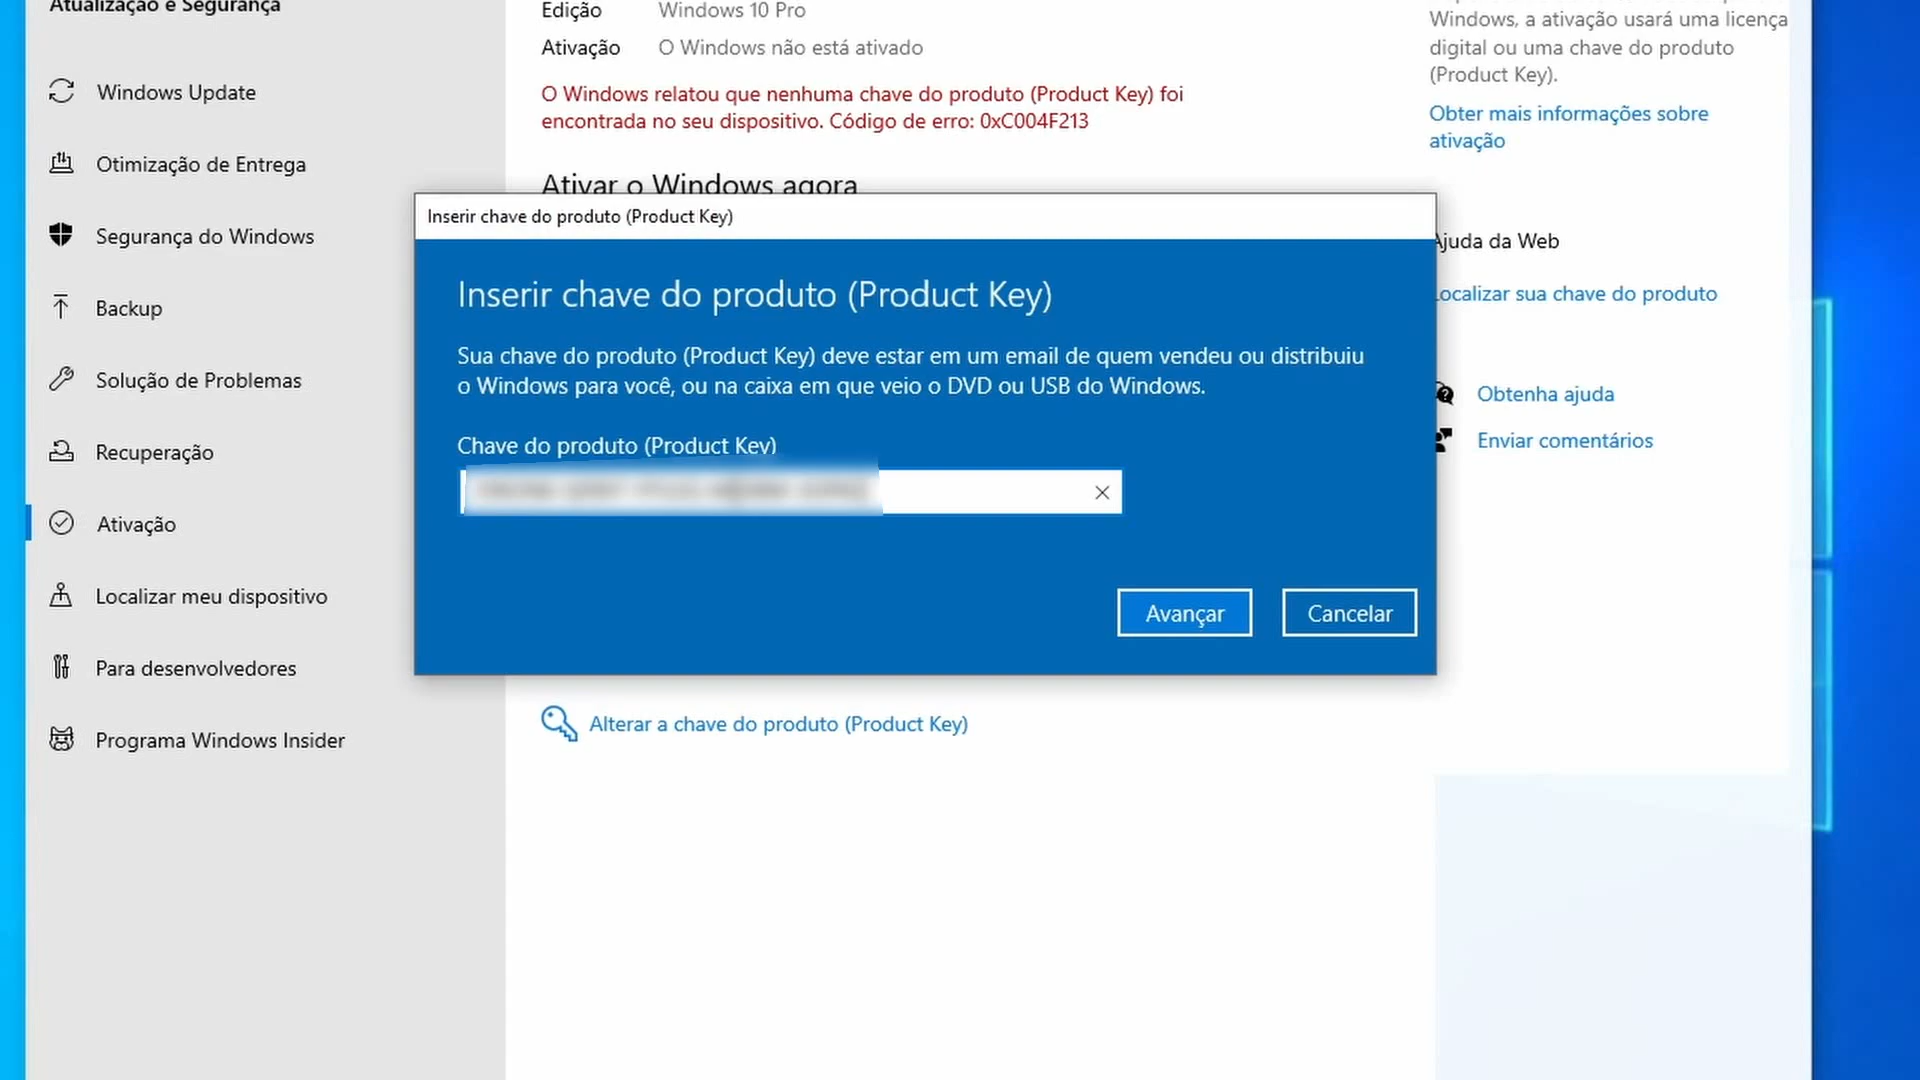 Atualização e Segurança
Windows Update
Otimização de Entrega
Segurança do Windows
Backup
Solução de Problemas
Recuperação
Ativação
Localizar meu dispositivo
Para desenvolvedores
Programa Windows Insider
Edição Windows 10 Pro
Ativação O Windows não está ativado
O Windows relatou que nenhuma chave do produto (Product Key) foi
encontrada no seu dispositivo. Código de erro: 0xC004F213
Ativar o Windows agora
Inserir chave do produto (Product Key)
Inserir chave do produto (Product Key)
Sua chave do produto (Product Key) deve estar em um email de quem vendeu ou distribuiu
o Windows para você, ou na caixa em que veio o DVD ou USB do Windows.
Chave do produto (Product Key)
Avançar
Cancelar
Alterar a chave do produto (Product Key)
Windows, a ativação usará uma licença
digital ou uma chave do produto
(Product Key).
Obter mais informações sobre
ativação
Ajuda da Web
Localizar sua chave do produto
Obtenha ajuda
Enviar comentários